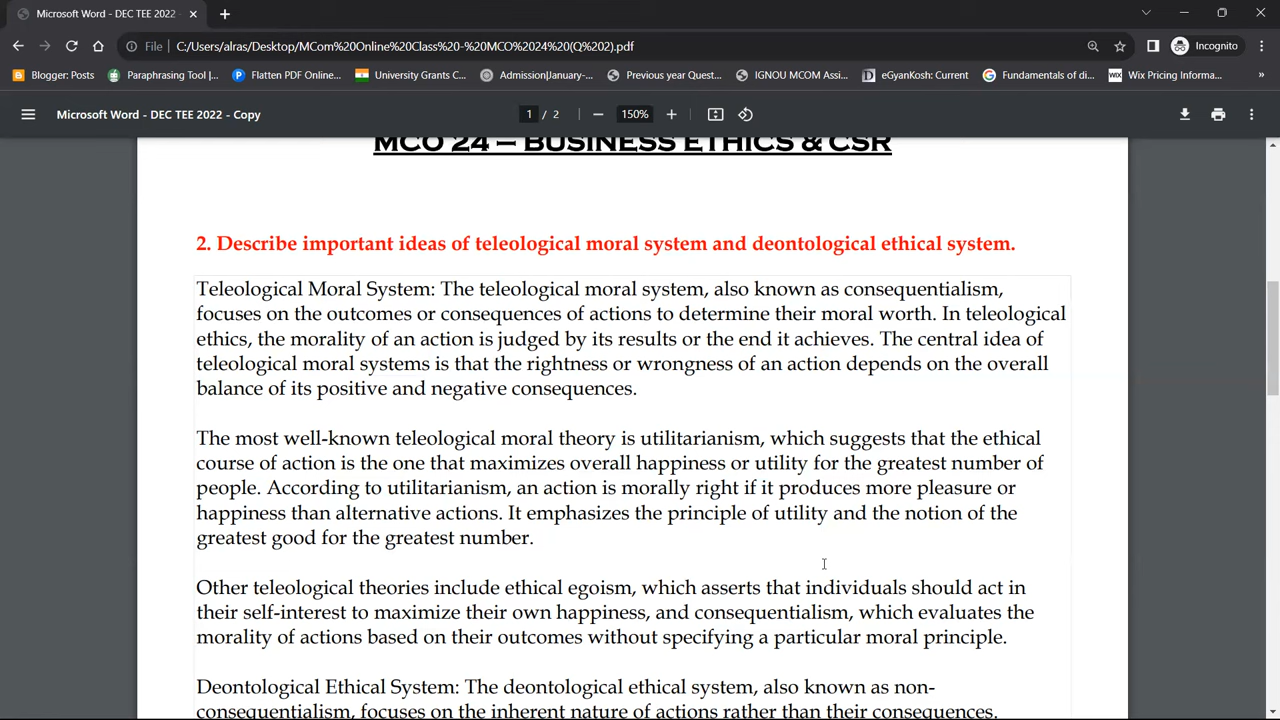 Microsoft Word - DEC TEE 2022 -
Incognito
File C:/Users/alras/Desktop/MCom%20Online%20Class%20-%20MCO%2024%20(Q%202).pdf
Blogger: Posts Paraphrasing Tool |... Flatten PDF Online... University Grants C... Admission|January-... Previous year Quest... IGNOU MCOM Assi... eGyanKosh: Current Fundamentals of di... Wix Pricing Informa... »
Microsoft Word - DEC TEE 2022 - Copy 1 / 2 150%
MCO 24 – BUSINESS ETHICS & CSR
2. Describe important ideas of teleological moral system and deontological ethical system.
Teleological Moral System: The teleological moral system, also known as consequentialism,
focuses on the outcomes or consequences of actions to determine their moral worth. In teleological
ethics, the morality of an action is judged by its results or the end it achieves. The central idea of
teleological moral systems is that the rightness or wrongness of an action depends on the overall
balance of its positive and negative consequences.
The most well-known teleological moral theory is utilitarianism, which suggests that the ethical
course of action is the one that maximizes overall happiness or utility for the greatest number of
people. According to utilitarianism, an action is morally right if it produces more pleasure or
happiness than alternative actions. It emphasizes the principle of utility and the notion of the
greatest good for the greatest number.
Other teleological theories include ethical egoism, which asserts that individuals should act in
their self-interest to maximize their own happiness, and consequentialism, which evaluates the
morality of actions based on their outcomes without specifying a particular moral principle.
Deontological Ethical System: The deontological ethical system, also known as non-
consequentialism, focuses on the inherent nature of actions rather than their consequences.